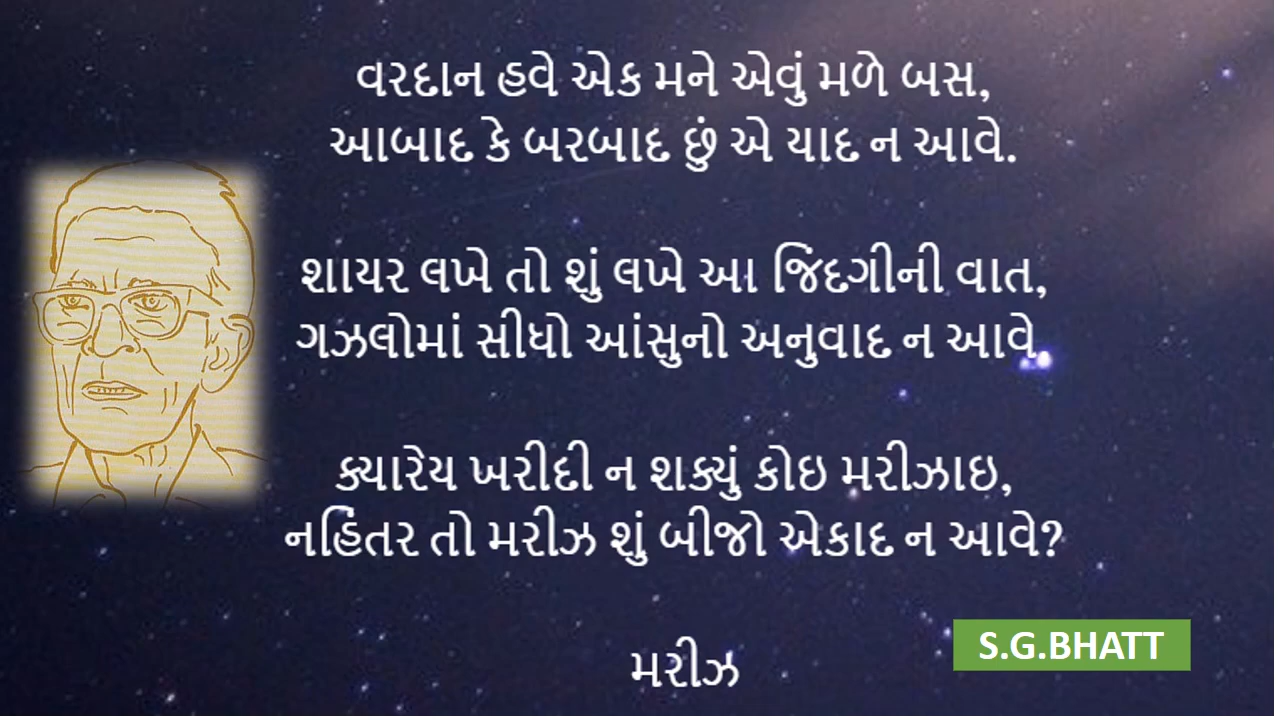 વરદાન હવે એક મને એવું મળે બસ,
આબાદ કે બરબાદ છું એ યાદ ન આવે.
શાયર લખે તો શું લખે આ જિંદગીની વાત,
ગઝલોમાં સીધો આંસુનો અનુવાદ ન આવે.
ક્યારેય ખરીદી ન શક્યું કોઇ મરીઝાઇ,
નહિતર તો મરીઝ શું બીજો એકાદ ન આવે?
મરીઝ
S.G.BHATT